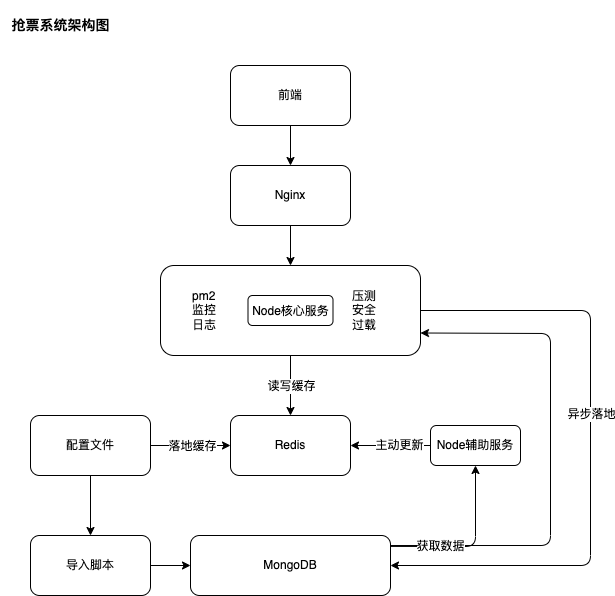 抢票系统架构图
前端
Nginx
pm2
监控
日志
Node核心服务
压测
安全
过载
读写缓存
异步落地
配置文件
落地缓存
Redis
主动更新
Node辅助服务
获取数据
导入脚本
MongoDB